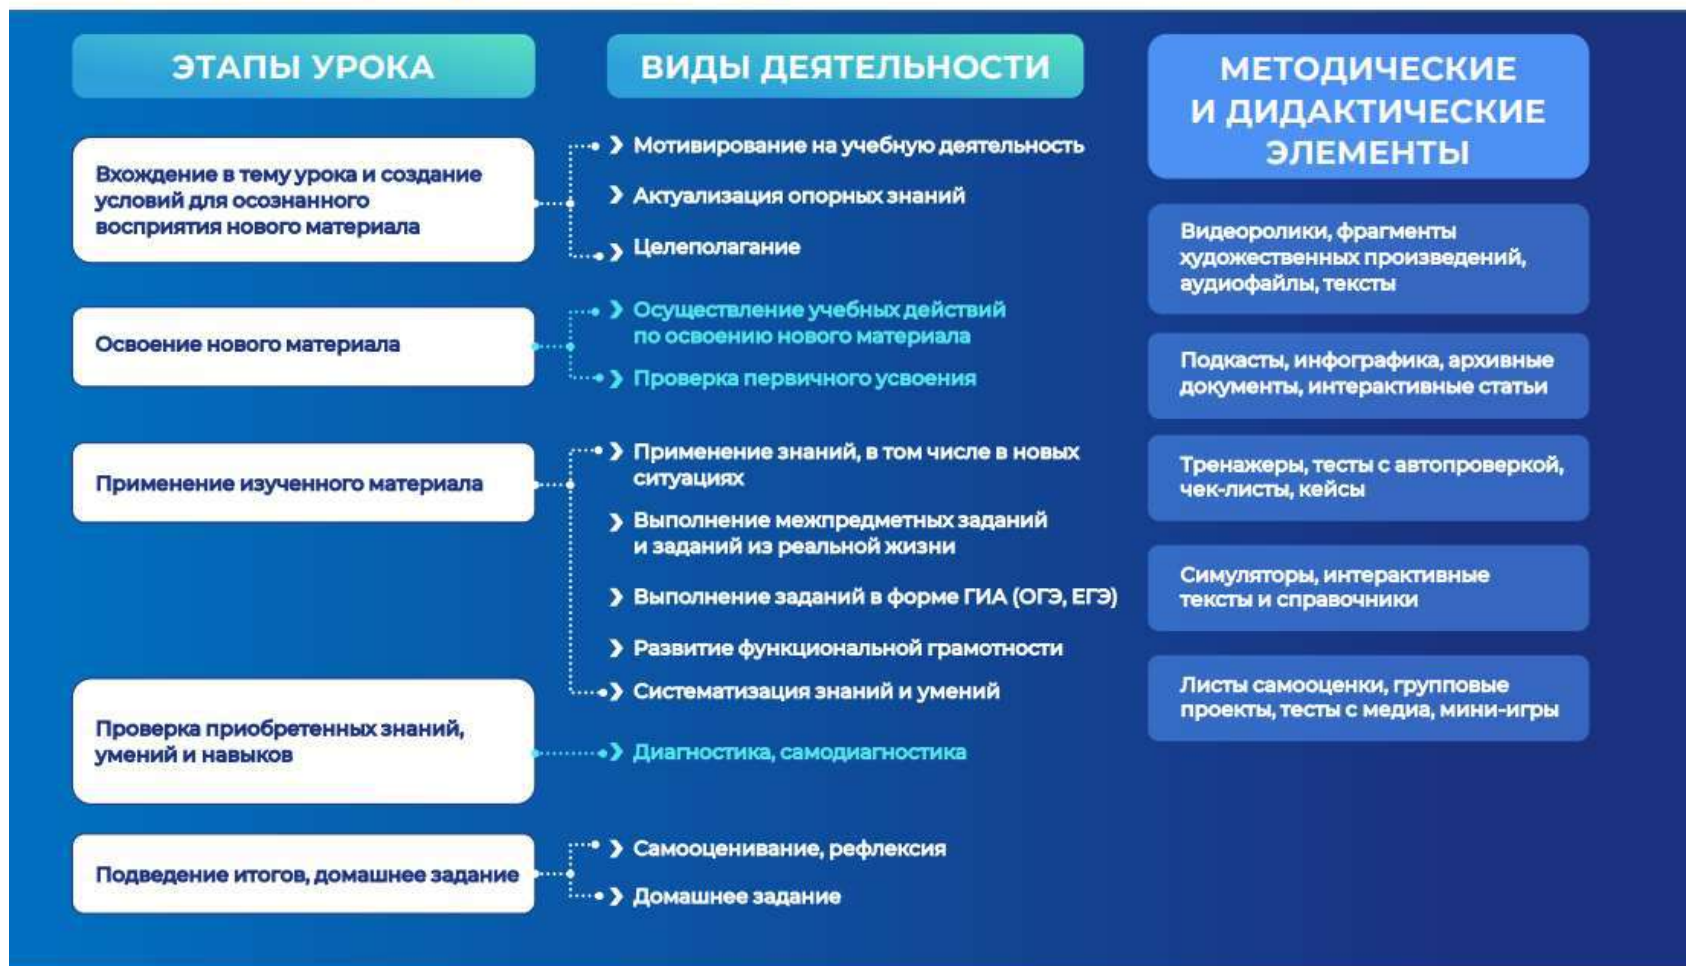 ЭТАПЫ УРОКА
Вхождение в тему урока и создание
условий для осознанного
восприятия нового материала
Освоение нового материала
Применение изученного материала
Проверка приобретенных знаний,
умений и навыков
Подведение итогов, домашнее задание
ВИДЫ ДЕЯТЕЛЬНОСТИ
Мотивирование на учебную деятельность
Актуализация опорных знаний
Целеполагание
Осуществление учебных действий
по освоению нового материала
Проверка первичного усвоения
Применение знаний, в том числе в новых
ситуациях
Выполнение межпредметных заданий
и заданий из реальной жизни
Выполнение заданий в форме ГИА (ОГЭ, ЕГЭ)
Развитие функциональной грамотности
Систематизация знаний и умений
Диагностика, самодиагностика
Самооценивание, рефлексия
Домашнее задание
МЕТОДИЧЕСКИЕ
И ДИДАКТИЧЕСКИЕ
ЭЛЕМЕНТЫ
Видеоролики, фрагменты
художественных произведений,
аудиофайлы, тексты
Подкасты, инфографика, архивные
документы, интерактивные статьи
Тренажеры, тесты с автопроверкой,
чек-листы, кейсы
Симуляторы, интерактивные
тексты и справочники
Листы самооценки, групповые
проекты, тесты с медиа, мини-игры